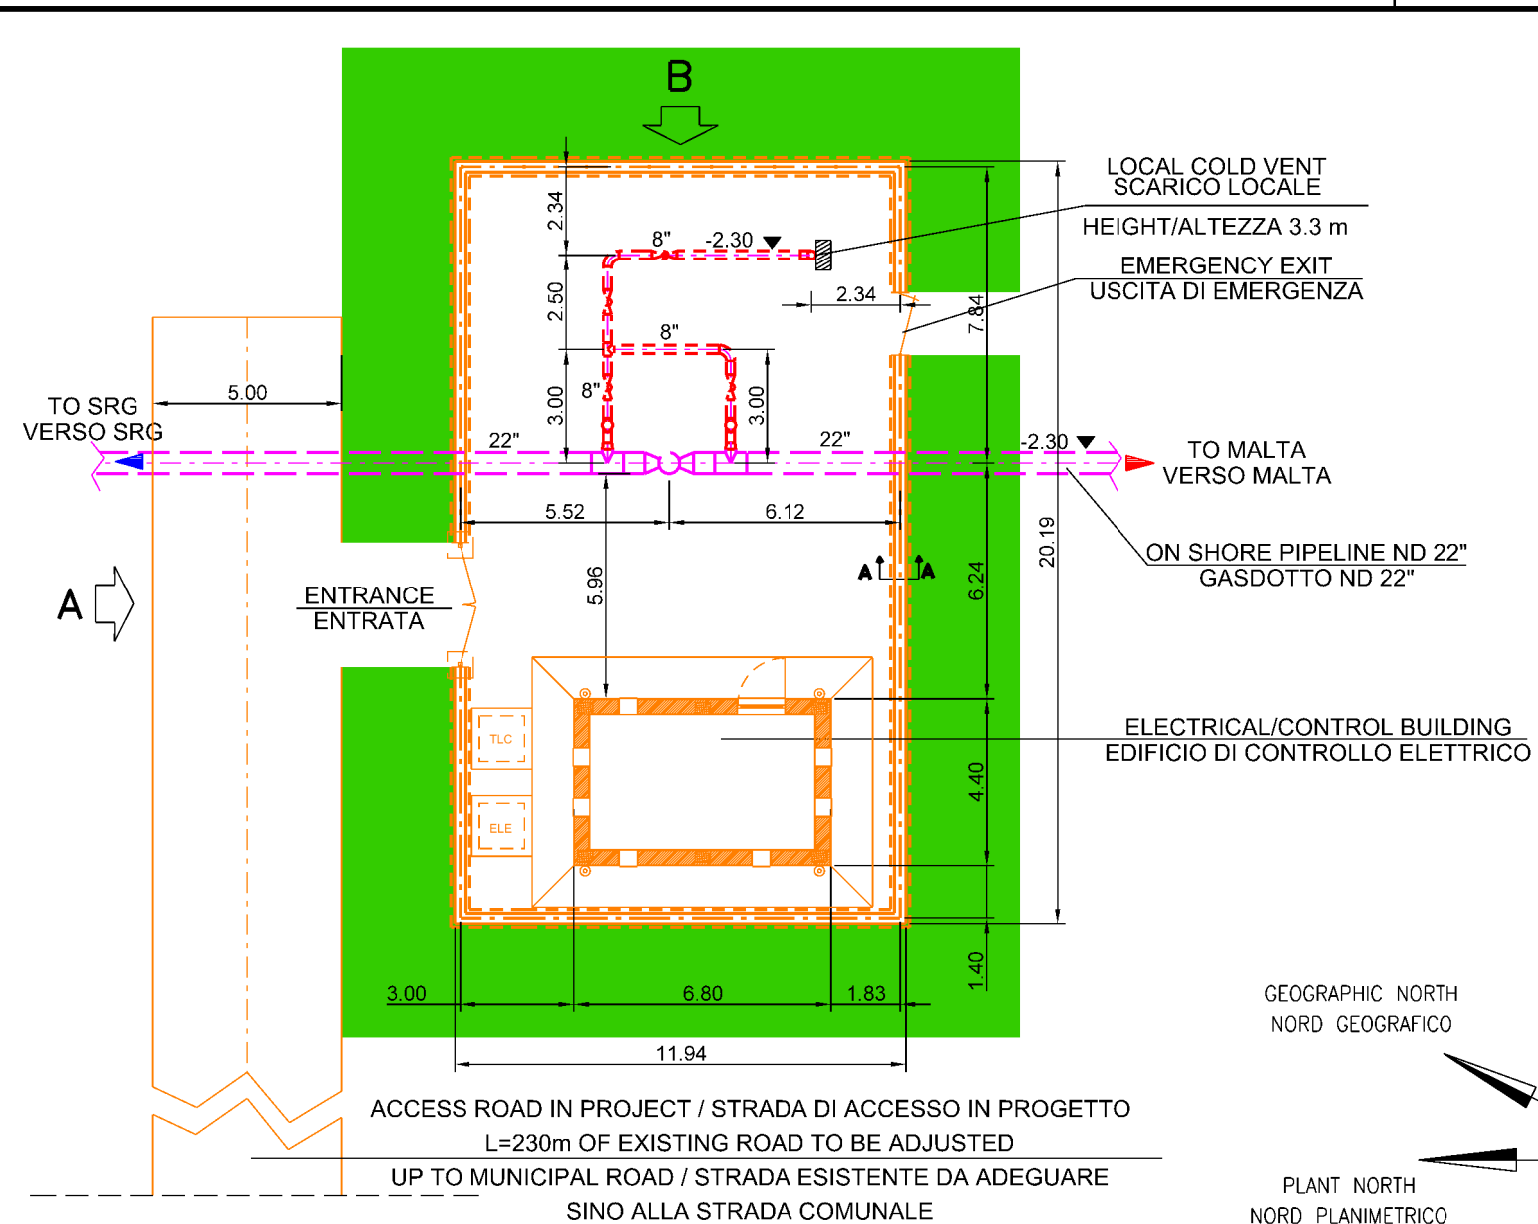 B
LOCAL COLD VENT
SCARICO LOCALE
HEIGHT/ALTEZZA 3.3 m
EMERGENCY EXIT
USCITA DI EMERGENZA
2.34
8"
-2.30
2.50
2.34
7.84
8"
5.00
8"
3.00
3.00
TO SRG
VERSO SRG
22"
22"
-2.30
TO MALTA
VERSO MALTA
5.52
6.12
20.19
ON SHORE PIPELINE ND 22"
GASDOTTO ND 22"
A
ENTRANCE
ENTRATA
5.96
A
A
6.24
TLC
ELE
ELECTRICAL/CONTROL BUILDING
EDIFICIO DI CONTROLLO ELETTRICO
4.40
1.40
3.00
6.80
1.83
11.94
GEOGRAPHIC NORTH
NORD GEOGRAFICO
ACCESS ROAD IN PROJECT / STRADA DI ACCESSO IN PROGETTO
L=230m OF EXISTING ROAD TO BE ADJUSTED
UP TO MUNICIPAL ROAD / STRADA ESISTENTE DA ADEGUARE
SINO ALLA STRADA COMUNALE
PLANT NORTH
NORD PLANIMETRICO